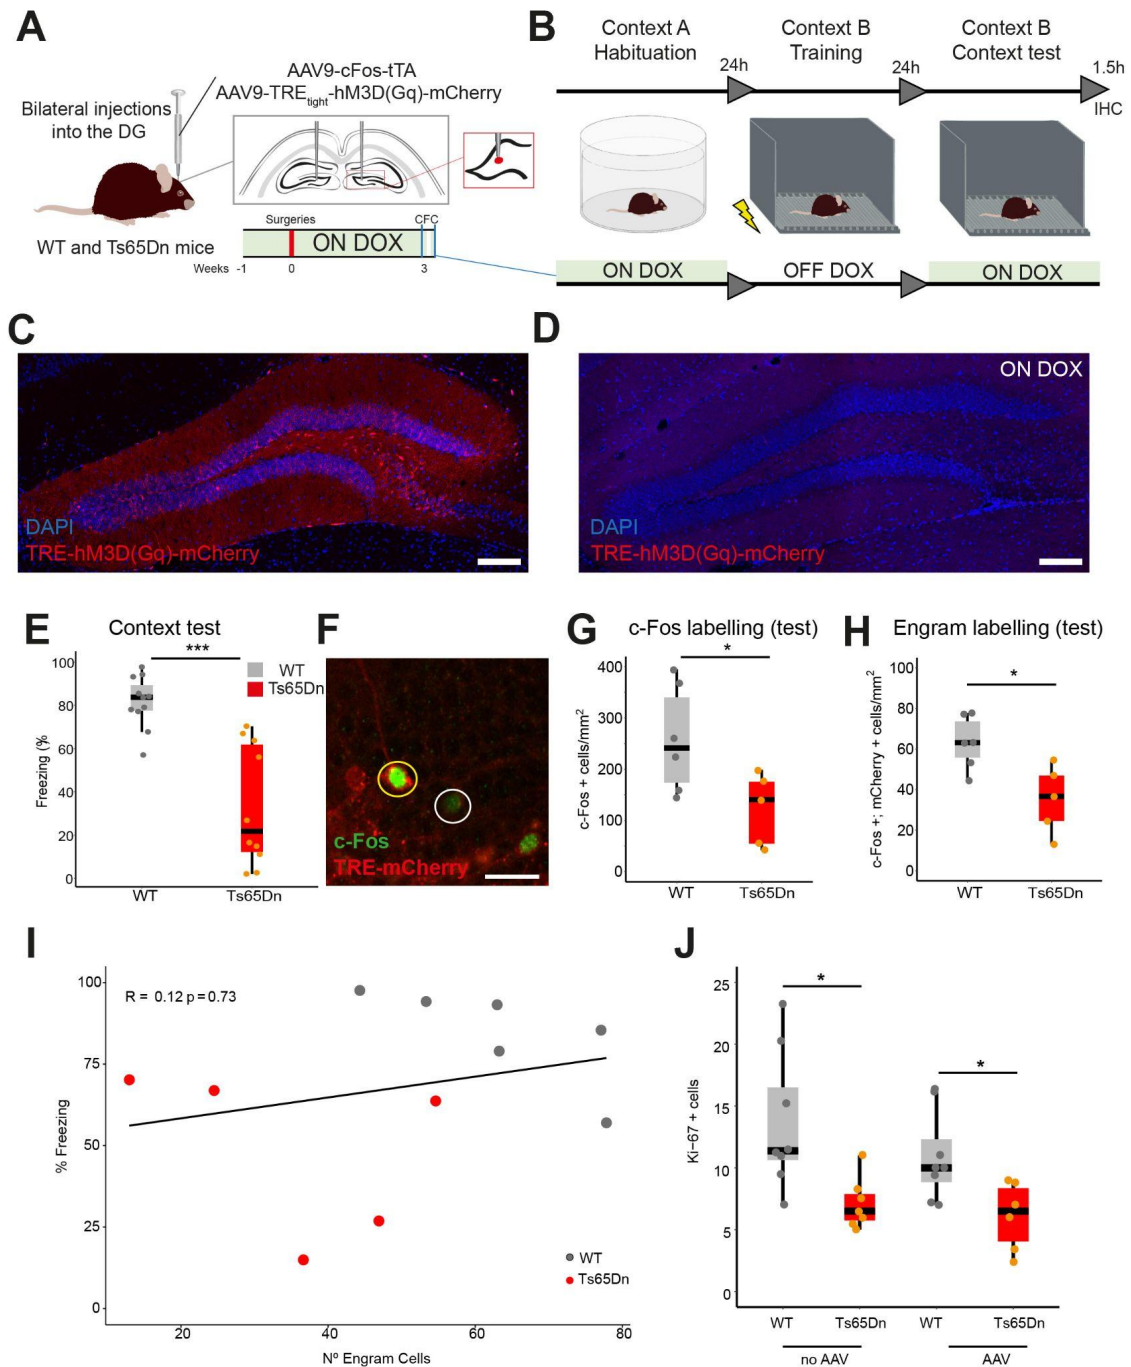 A
AAV9-cFos-tTA
AAV9-TREtight-hM3D(Gq)-mCherry
Bilateral injections
into the DG
WT and Ts65Dn mice
Surgeries
CFC
ON DOX
Weeks -1 0 3
B
Context A
Habituation
Context B
Training
Context B
Context test
24h
24h
1.5h
IHC
ON DOX
OFF DOX
ON DOX
C
DAPI
TRE-hM3D(Gq)-mCherry
D
ON DOX
DAPI
TRE-hM3D(Gq)-mCherry
E
Context test
***
WT
Ts65Dn
Freezing (%
100
80
60
40
20
0
WT Ts65Dn
F
c-Fos
TRE-mCherry
G
c-Fos labelling (test)
*
c-Fos + cells/mm2
400
300
200
100
0
WT Ts65Dn
H
Engram labelling (test)
*
c-Fos +; mCherry + cells/mm2
100
80
60
40
20
0
WT Ts65Dn
I
R = 0.12 p = 0.73
% Freezing
100
75
50
25
0
WT
Ts65Dn
20 40 60 80
Nº Engram Cells
J
*
*
Ki−67 + cells
25
20
15
10
5
0
WT Ts65Dn WT Ts65Dn
no AAV AAV